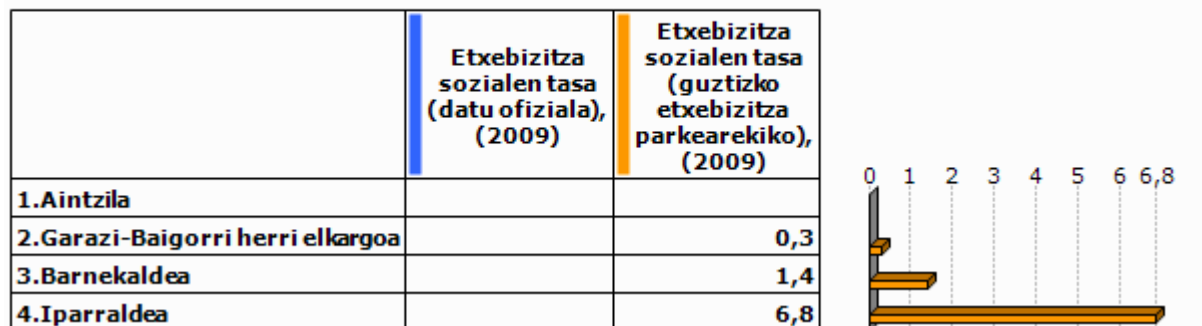 Etxebizitza
sozialen tasa
(datu ofiziala),
(2009)
Etxebizitza
sozialen tasa
(guztizko
etxebizitza
parkearekiko),
(2009)
0 1 2 3 4 5 6 6,8
1.Aintzila
2.Garazi-Baigorri herri elkargoa 0,3
3.Barnekaldea 1,4
4.Iparraldea 6,8